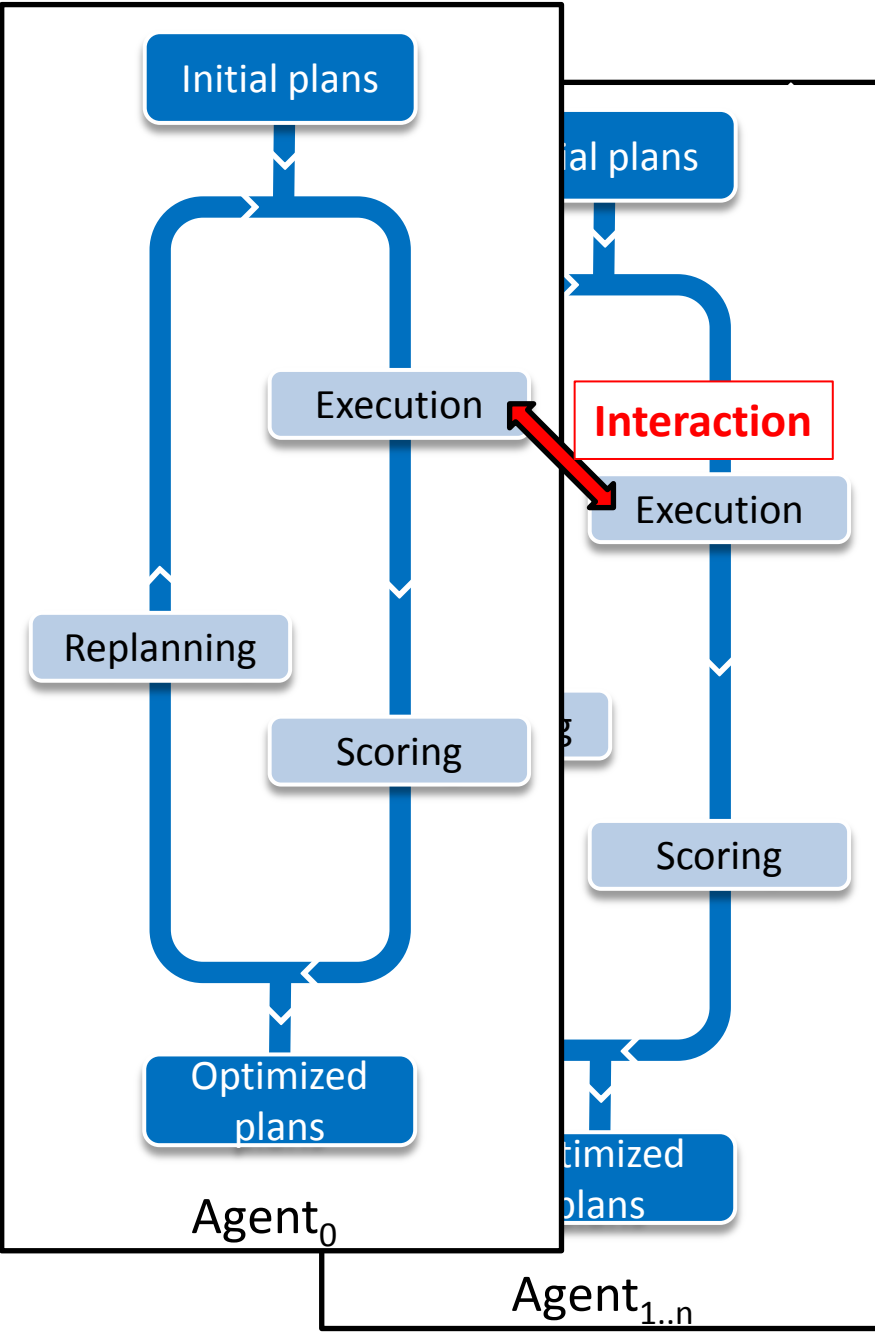 Initial plans
Execution
Replanning
Scoring
Optimized
plans
Agent₀
ial plans
Interaction
Execution
g
Scoring
timized
plans
Agent₁..ₙ